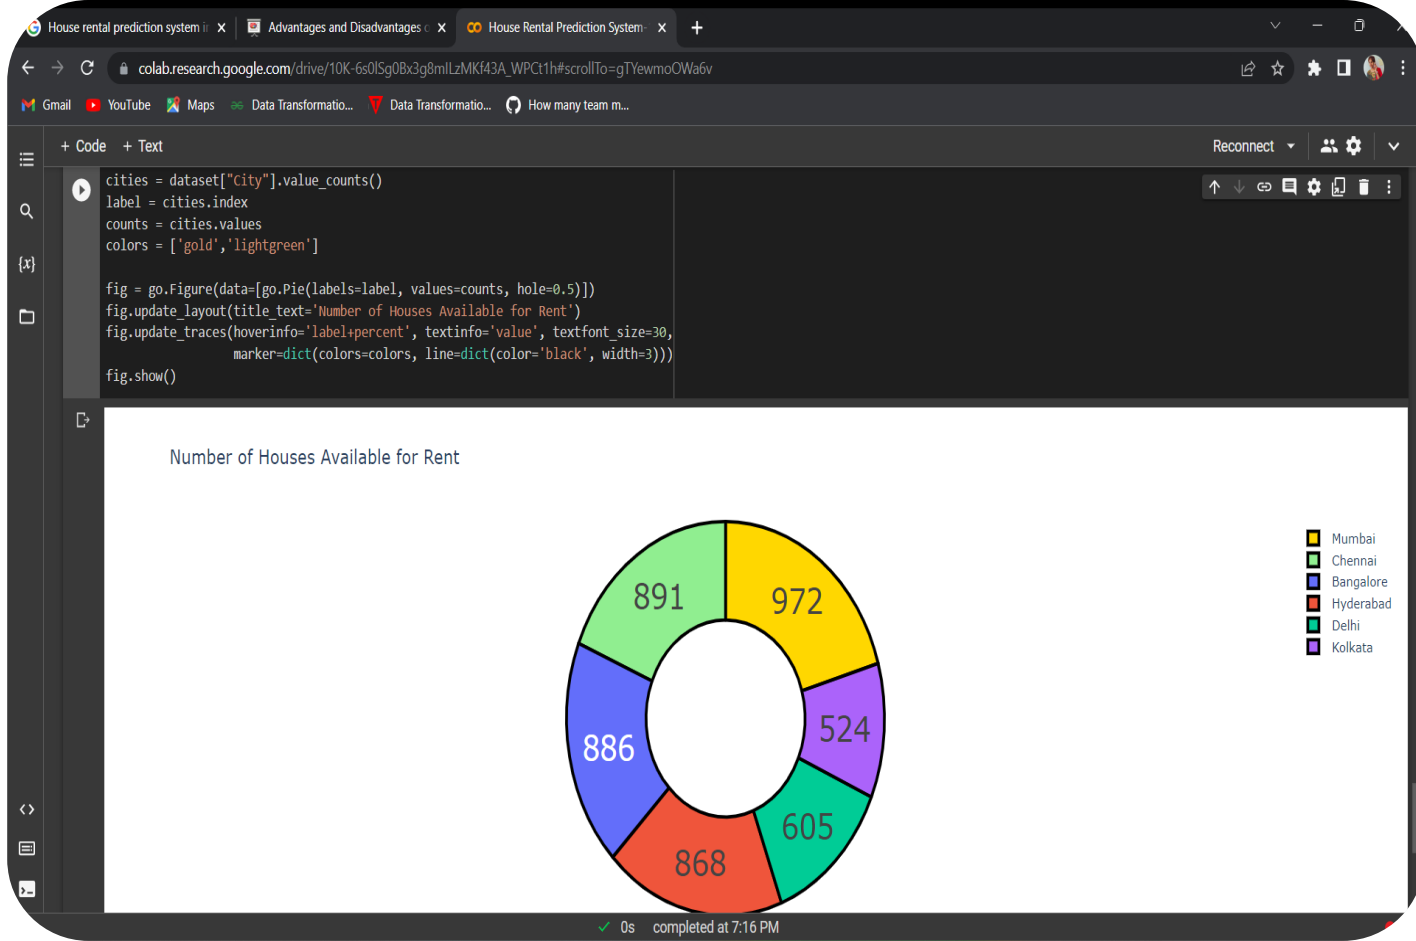 House rental prediction system i
Advantages and Disadvantages o
House Rental Prediction System-
colab.research.google.com/drive/10K-6s0lSg0Bx3g8mILzMKf43A_WPCt1h#scrollTo=gTYewmoOWa6v
Gmail YouTube Maps Data Transformatio... Data Transformatio... How many team m...
+ Code + Text Reconnect
cities = dataset["City"].value_counts()
label = cities.index
counts = cities.values
colors = ['gold','lightgreen']
{x}
fig = go.Figure(data=[go.Pie(labels=label, values=counts, hole=0.5)])
fig.update_layout(title_text='Number of Houses Available for Rent')
fig.update_traces(hoverinfo='label+percent', textinfo='value', textfont_size=30,
marker=dict(colors=colors, line=dict(color='black', width=3)))
fig.show()
Number of Houses Available for Rent
891
972
886
524
868
605
Mumbai
Chennai
Bangalore
Hyderabad
Delhi
Kolkata
0s completed at 7:16 PM